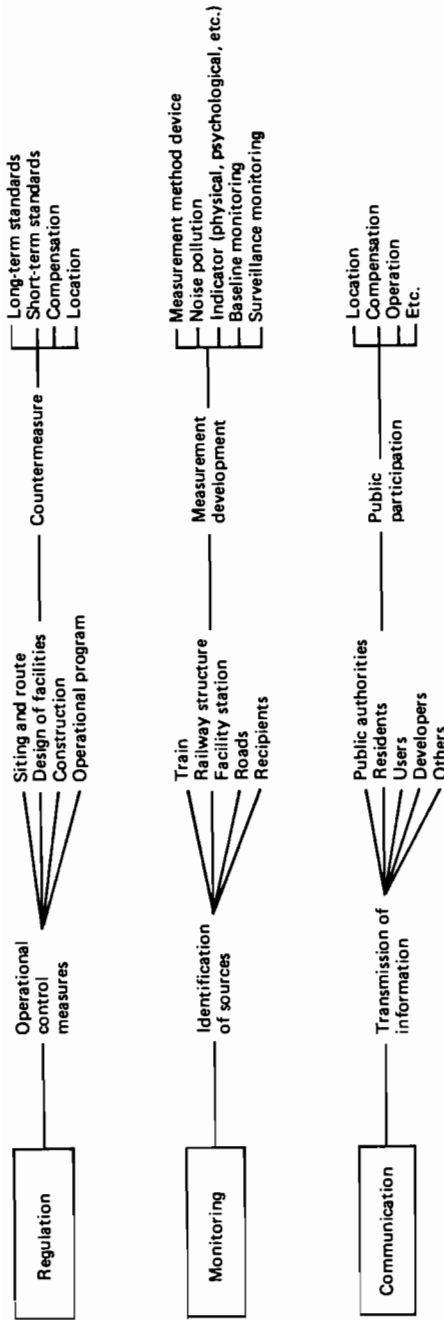 Regulation
Operational
control
measures
Siting and route
Design of facilities
Construction
Operational program
Countermeasure
Long-term standards
Short-term standards
Compensation
Location
Monitoring
Identification
of sources
Train
Railway structure
Facility station
Roads
Recipients
Measurement
development
Measurement method device
Noise pollution
Indicator (physical, psychological, etc.)
Baseline monitoring
Surveillance monitoring
Communication
Transmission of
information
Public authorities
Residents
Users
Developers
Others
Public
participation
Location
Compensation
Operation
Etc.